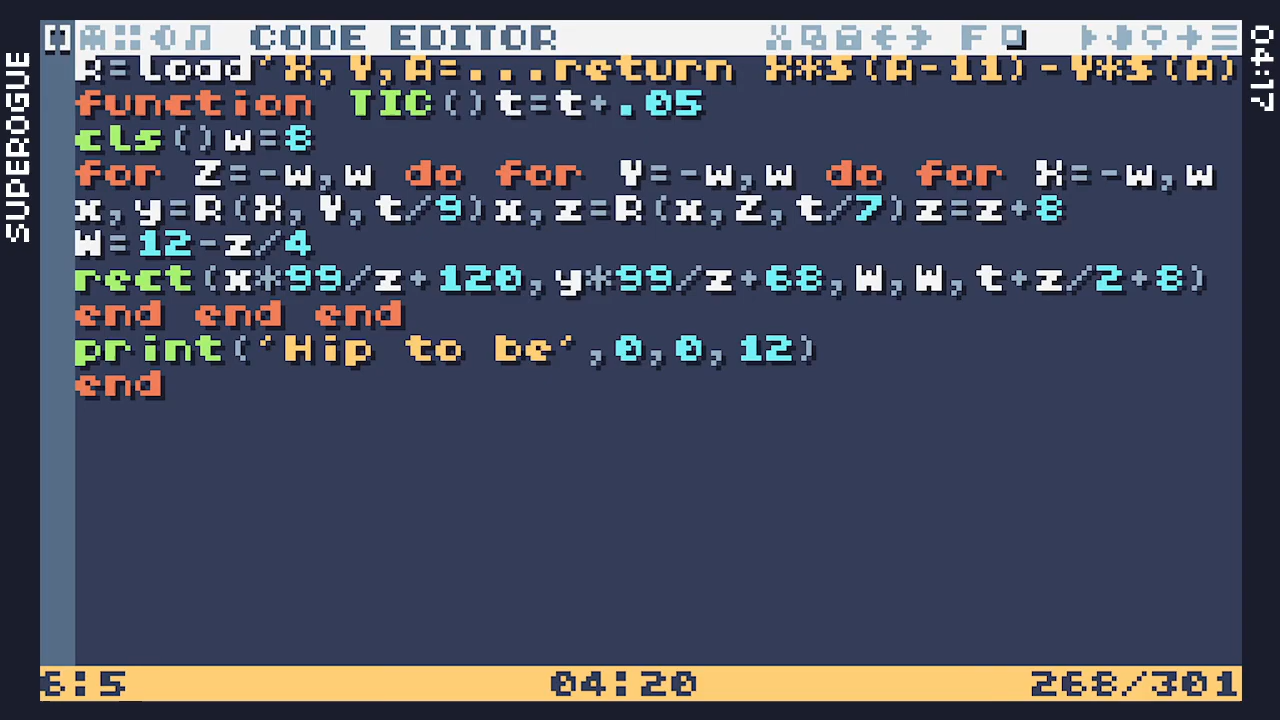 CODE EDITOR F
R=load'X,Y,A=...return X*S(A-11)-Y*S(A)
function TIC()t=t+.05
cls()w=8
for Z=-w,w do for Y=-w,w do for X=-w,w
x,y=R(X,Y,t/9)x,z=R(x,Z,t/7)z=z+8
W=12-z/4
rect(x*99/z+120,y*99/z+68,W,W,t+z/2+8)
end end end
print('Hip to be',0,0,12)
end
6:5 04:20 268/301
SUPEROGUE
04:17